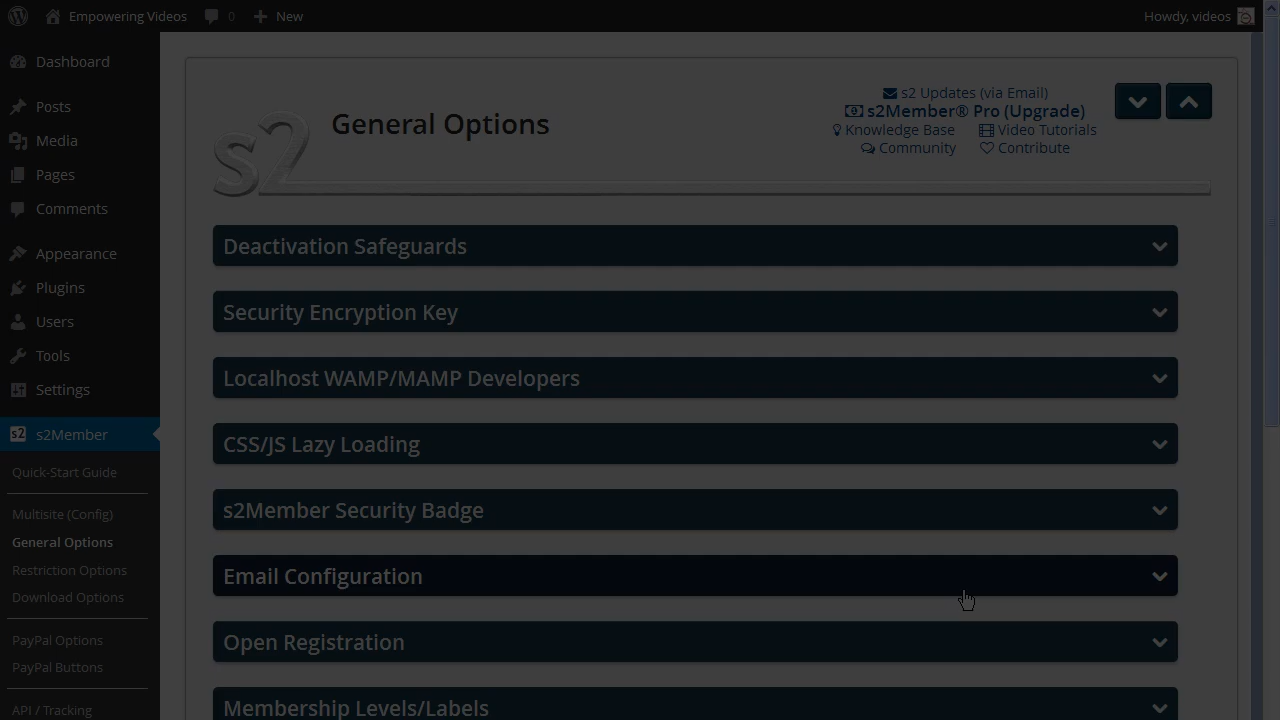 Empowering Videos
0
New
Howdy, videos
Dashboard
Posts
Media
Pages
Comments
Appearance
Plugins
Users
Tools
Settings
s2 s2Member
Quick-Start Guide
Multisite (Config)
General Options
Restriction Options
Download Options
PayPal Options
PayPal Buttons
API / Tracking
s2
General Options
s2 Updates (via Email)
s2Member® Pro (Upgrade)
Knowledge Base
Video Tutorials
Community
Contribute
Deactivation Safeguards
Security Encryption Key
Localhost WAMP/MAMP Developers
CSS/JS Lazy Loading
s2Member Security Badge
Email Configuration
Open Registration
Membership Levels/Labels